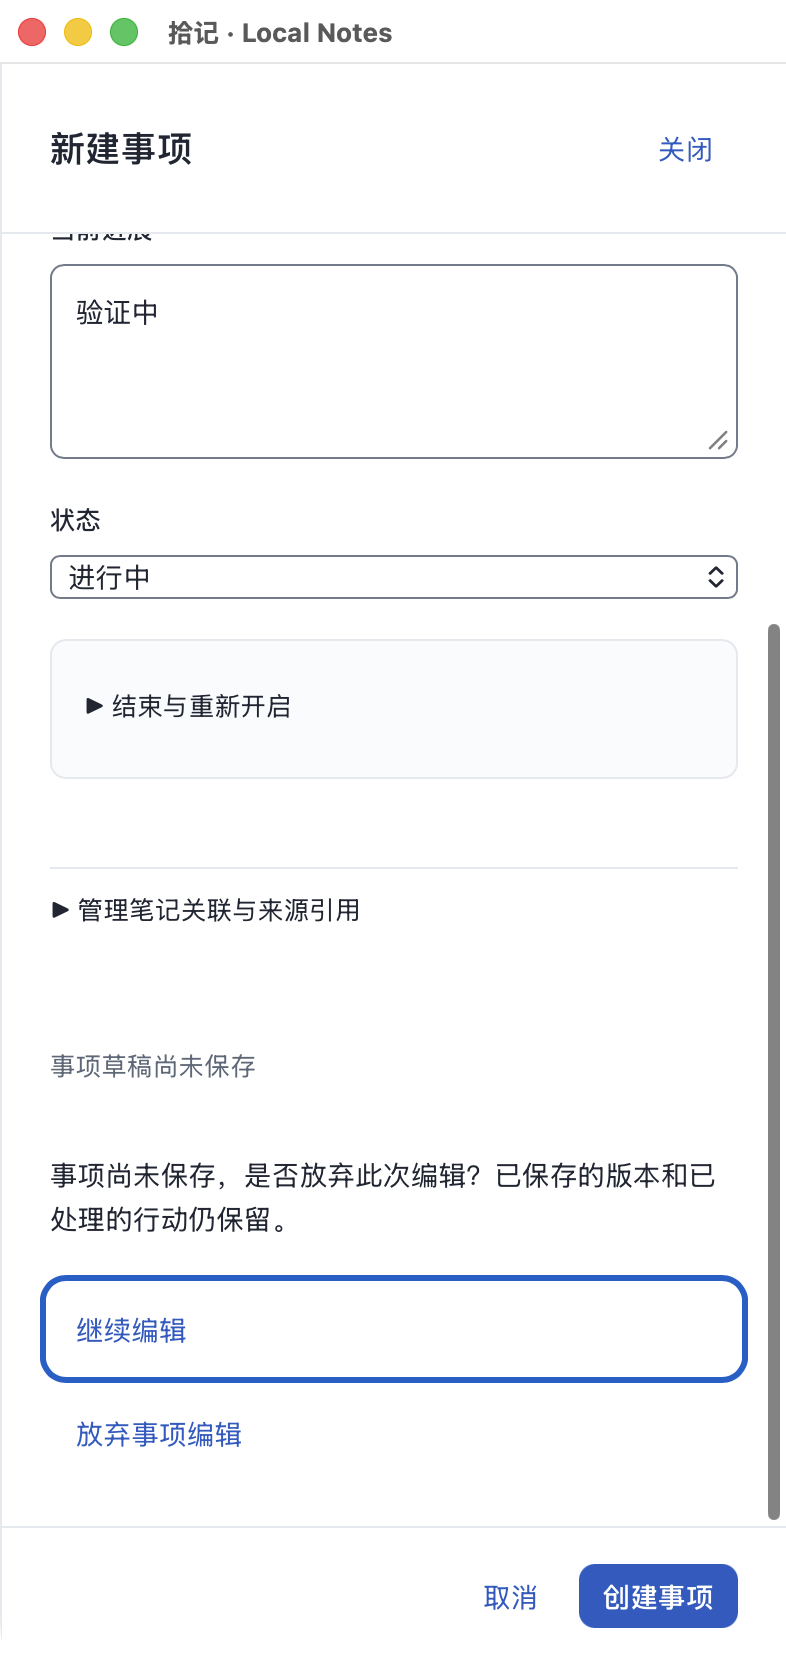 拾记 · Local Notes
新建事项
关闭
当前进展
验证中
状态
进行中
结束与重新开启
管理笔记关联与来源引用
事项草稿尚未保存
事项尚未保存，是否放弃此次编辑？已保存的版本和已
处理的行动仍保留。
继续编辑
放弃事项编辑
取消
创建事项